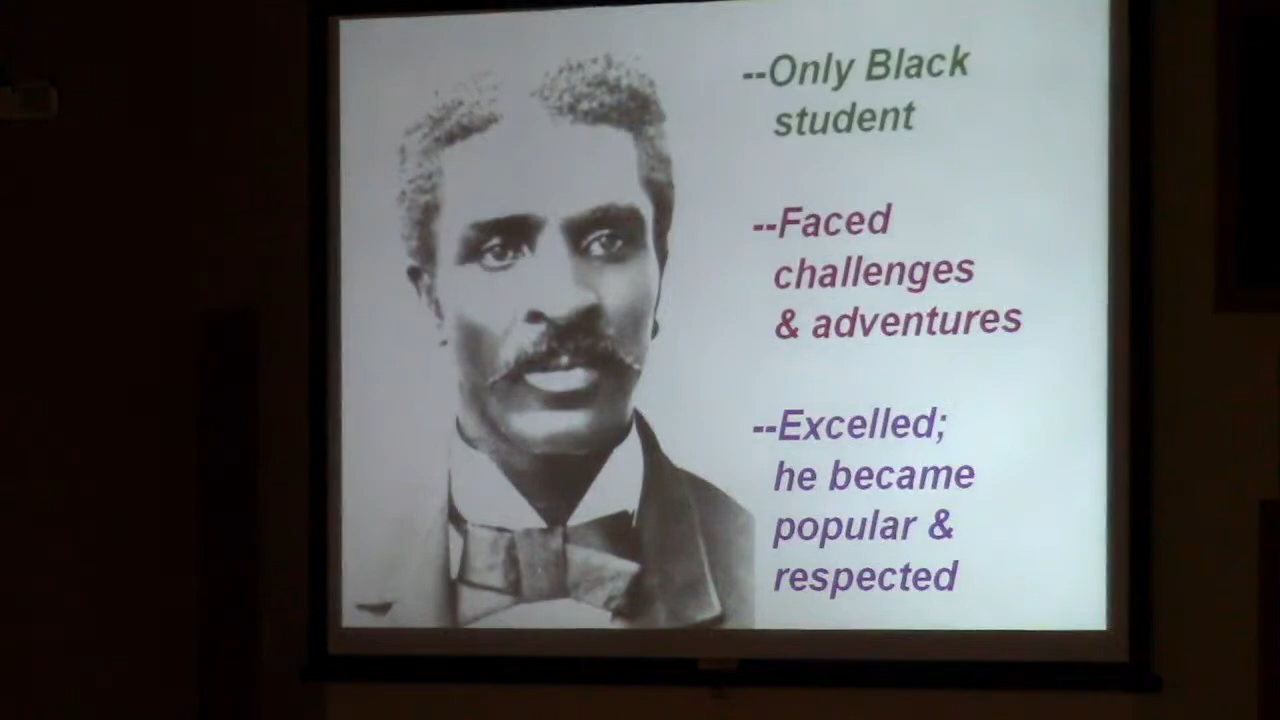 --Only Black
student
--Faced
challenges
& adventures
--Excelled;
he became
popular &
respected